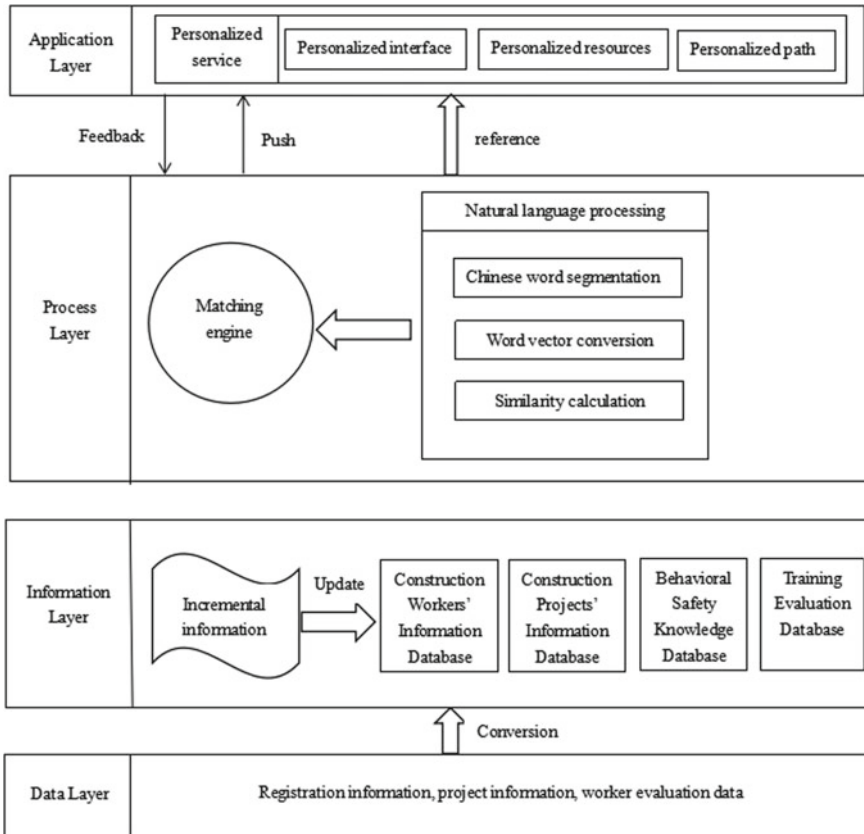 Application
Layer
Personalized
service
Personalized interface
Personalized resources
Personalized path
Feedback
Push
reference
Process
Layer
Matching
engine
Natural language processing
Chinese word segmentation
Word vector conversion
Similarity calculation
Information
Layer
Incremental
information
Update
Construction
Workers'
Information
Database
Construction
Projects'
Information
Database
Behavioral
Safety
Knowledge
Database
Training
Evaluation
Database
Conversion
Data Layer
Registration information, project information, worker evaluation data